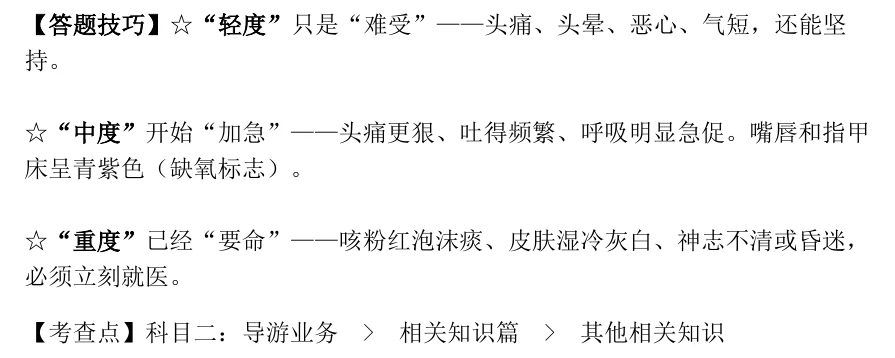 【答题技巧】☆“轻度”只是“难受”——头痛、头晕、恶心、气短，还能坚
持。
☆“中度”开始“加急”——头痛更狠、吐得频繁、呼吸明显急促。嘴唇和指甲
床呈青紫色（缺氧标志）。
☆“重度”已经“要命”——咳粉红泡沫痰、皮肤湿冷灰白、神志不清或昏迷，
必须立刻就医。
【考查点】科目二：导游业务 > 相关知识篇 > 其他相关知识